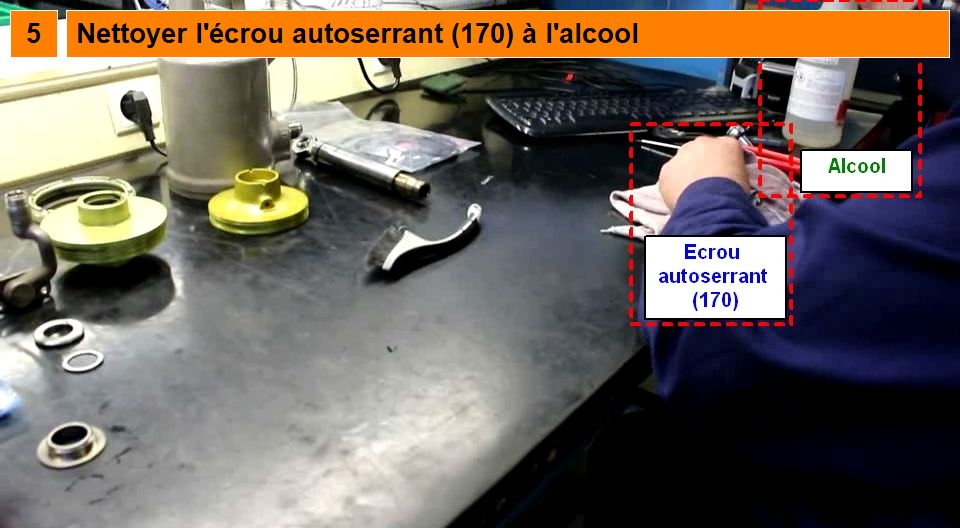 5
Nettoyer l'écrou autoserrant (170) à l'alcool
Alcool
Ecrou
autoserrant
(170)